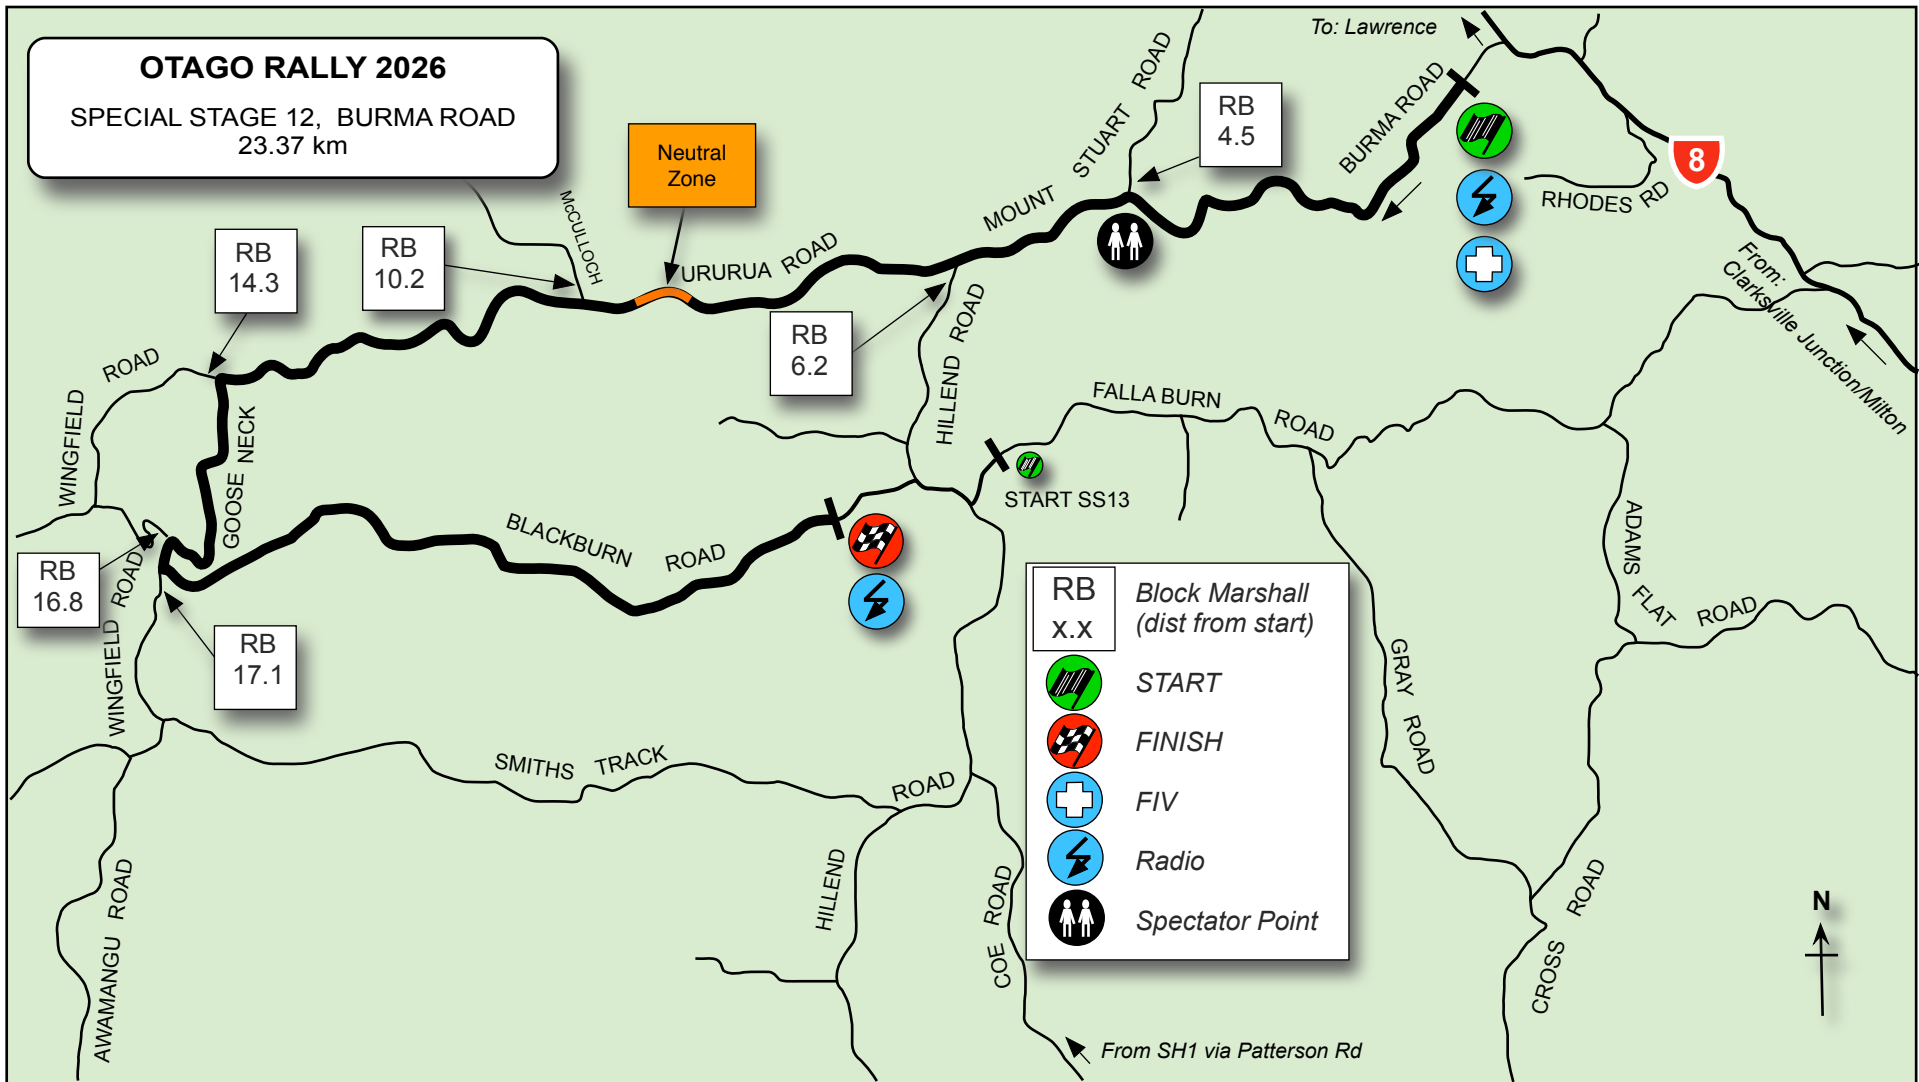 OTAGO RALLY 2026
SPECIAL STAGE 12, BURMA ROAD
23.37 km
To: Lawrence
Neutral
Zone
RB
4.5
BURMA ROAD
MOUNT STUART ROAD
8
RHODES RD
McCULLOCH
RB
14.3
RB
10.2
URURUA ROAD
RB
6.2
From:
Clarksville Junction/Milton
HILLEND ROAD
WINGFIELD ROAD
GOOSE NECK
FALLA BURN ROAD
START SS13
BLACKBURN ROAD
RB
16.8
WINGFIELD ROAD
RB
17.1
ADAMS FLAT ROAD
GRAY ROAD
RB
x.x
Block Marshall
(dist from start)
START
FINISH
FIV
Radio
Spectator Point
SMITHS TRACK
HILLEND ROAD
AWAMANGU ROAD
COE ROAD
CROSS ROAD
N
From SH1 via Patterson Rd